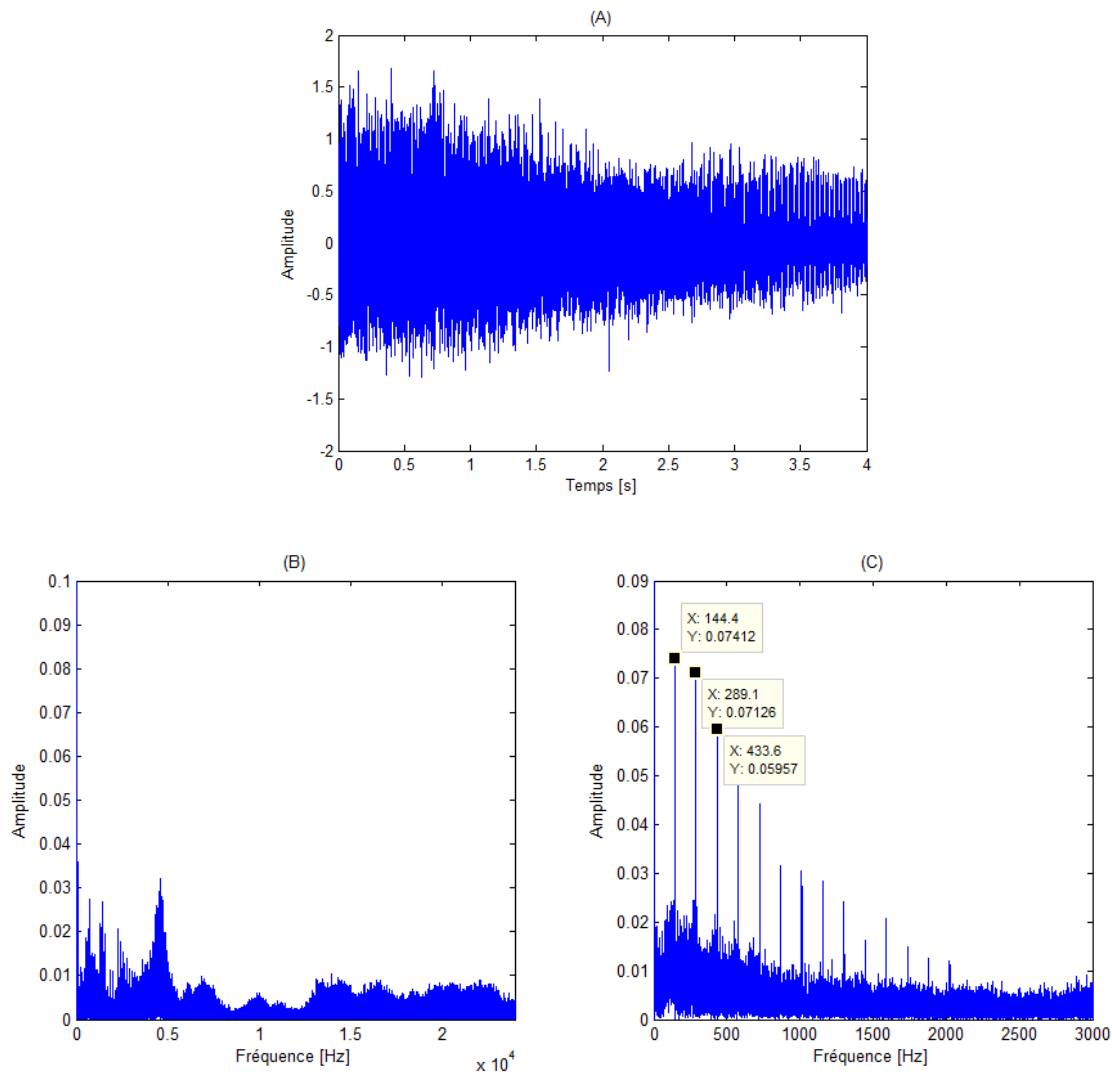 (A)
2
1.5
1
0.5
0
-0.5
-1
-1.5
-2
Amplitude
0 0.5 1 1.5 2 2.5 3 3.5 4
Temps [s]
(B)
0.1
0.09
0.08
0.07
0.06
0.05
0.04
0.03
0.02
0.01
0
Amplitude
0 0.5 1 1.5 2
Fréquence [Hz]
x 10^4
(C)
0.09
0.08
0.07
0.06
0.05
0.04
0.03
0.02
0.01
0
Amplitude
X: 144.4
Y: 0.07412
X: 289.1
Y: 0.07126
X: 433.6
Y: 0.05957
0 500 1000 1500 2000 2500 3000
Fréquence [Hz]